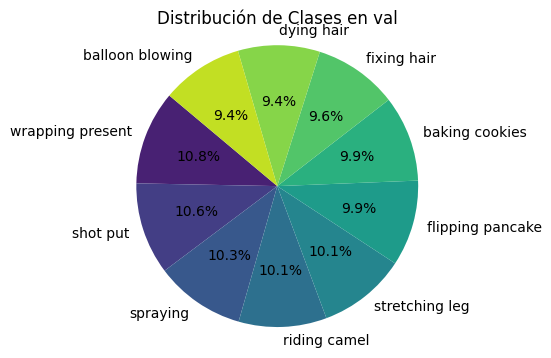 Distribución de Clases en val
dying hair
balloon blowing
fixing hair
9.4%
9.4%
9.6%
wrapping present
10.8%
9.9%
baking cookies
shot put
10.6%
9.9%
flipping pancake
10.3%
10.1%
10.1%
spraying
stretching leg
riding camel